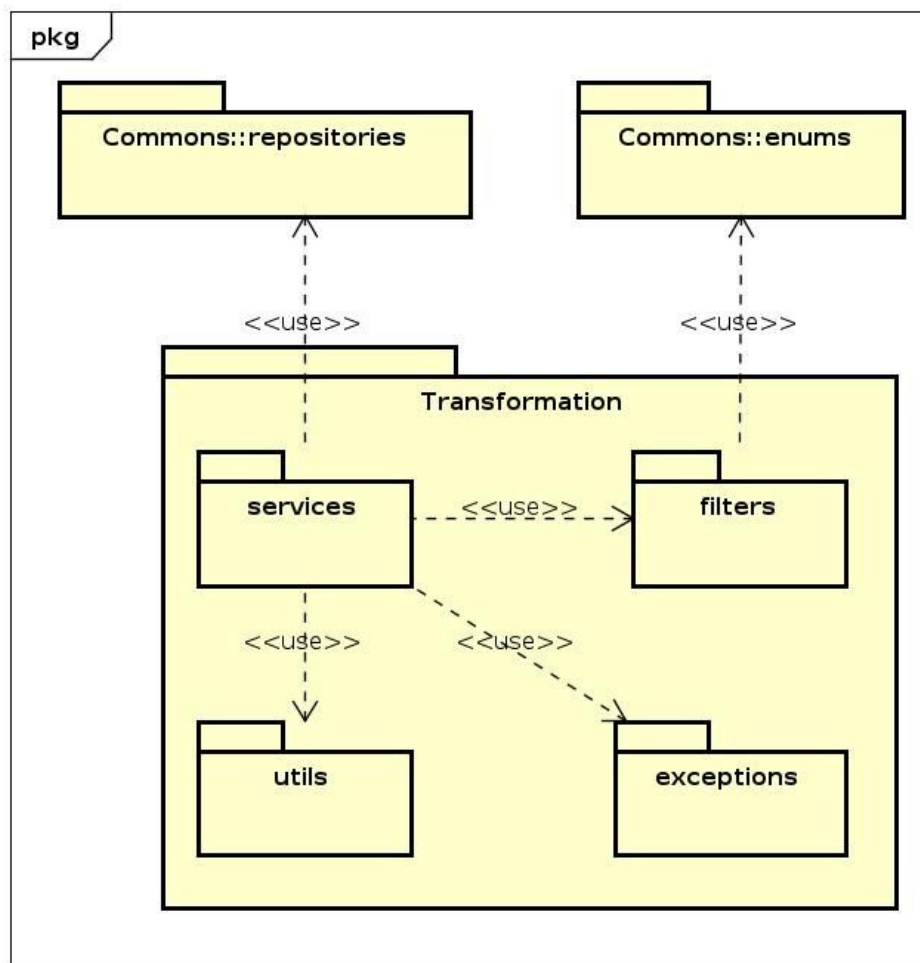 pkg
Commons::repositories
Commons::enums
<<use>>
<<use>>
Transformation
services
<<use>>
filters
<<use>>
<<use>>
utils
exceptions